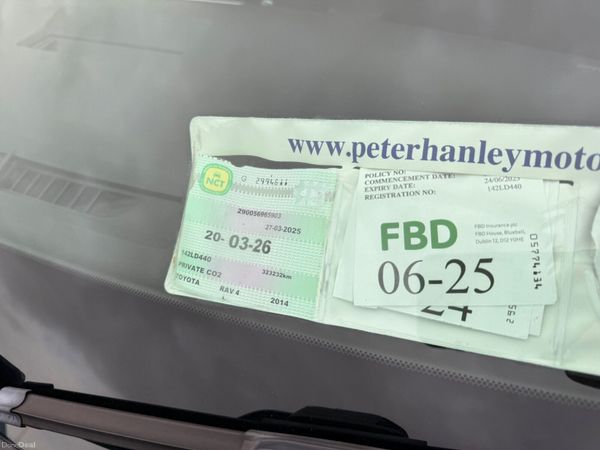 www.peterhanleymoto
NCT
G 2994611
290056965903
27-03-2025
20- 03-26
142LD440
PRIVATE CO2
323232km
TOYOTA RAV 4 2014
POLICY NO:
COMMENCEMENT DATE: 24/06/2025
EXPIRY DATE:
REGISTRATION NO: 142LD440
FBD
FBD Insurance plc
FBD House, Bluebell,
Dublin 12, D12 Y0HE
06-25
24
DoneDeal